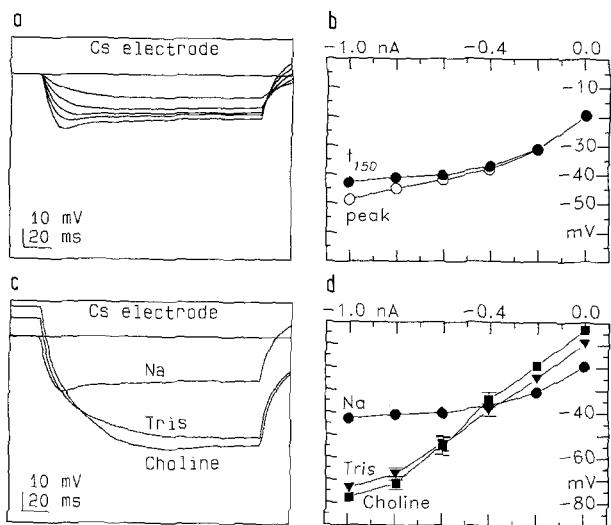 a
Cs electrode
10 mV
20 ms
b
-1.0 nA -0.4 0.0
-10
-30
-40
-50
mV
t150
peak
c
Cs electrode
Na
Tris
Choline
10 mV
20 ms
d
-1.0 nA -0.4 0.0
Na
-40
-60
mV
-80
Tris
Choline